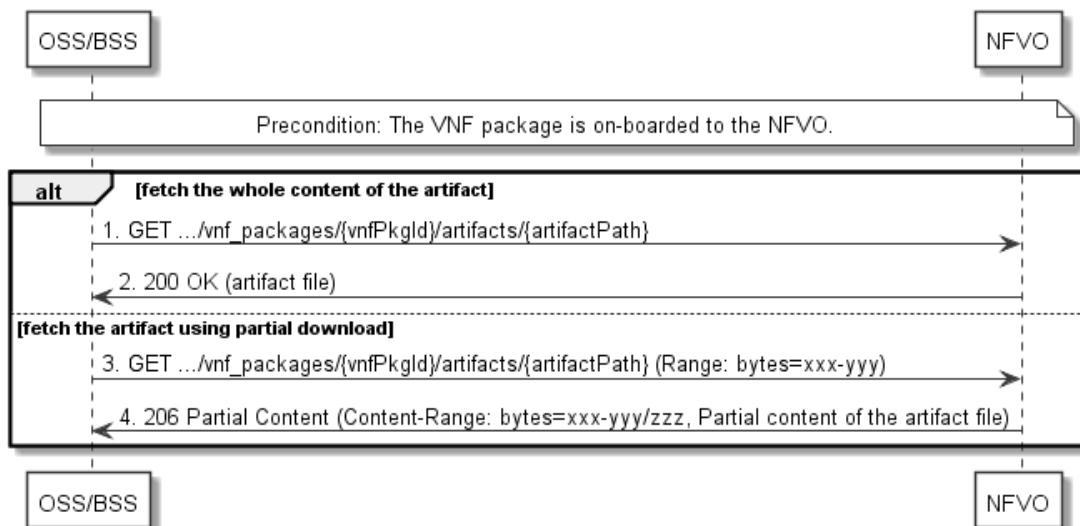 OSS/BSS
NFVO
Precondition: The VNF package is on-boarded to the NFVO.
alt
[fetch the whole content of the artifact]
1. GET .../vnf_packages/{vnfPkgId}/artifacts/{artifactPath}
2. 200 OK (artifact file)
[fetch the artifact using partial download]
3. GET .../vnf_packages/{vnfPkgId}/artifacts/{artifactPath} (Range: bytes=xxx-yyy)
4. 206 Partial Content (Content-Range: bytes=xxx-yyy/zzz, Partial content of the artifact file)
OSS/BSS
NFVO